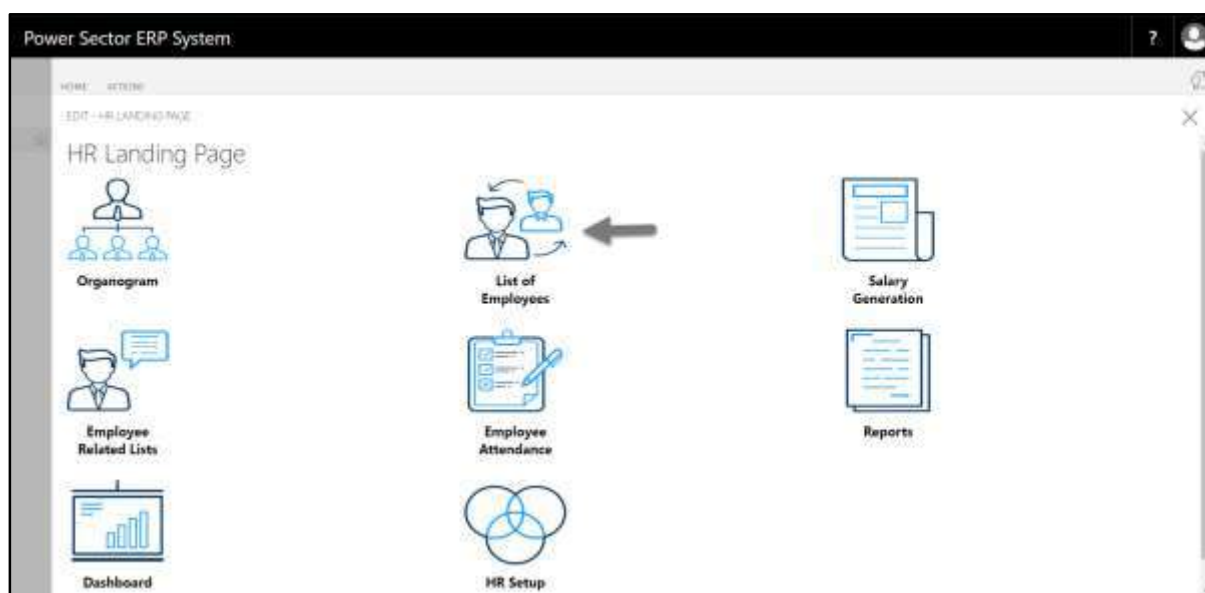 Power Sector ERP System
?
HOME ACTIONS
EDIT - HR LANDING PAGE
HR Landing Page
Organogram
List of
Employees
Salary
Generation
Employee
Related Lists
Employee
Attendance
Reports
Dashboard
HR Setup